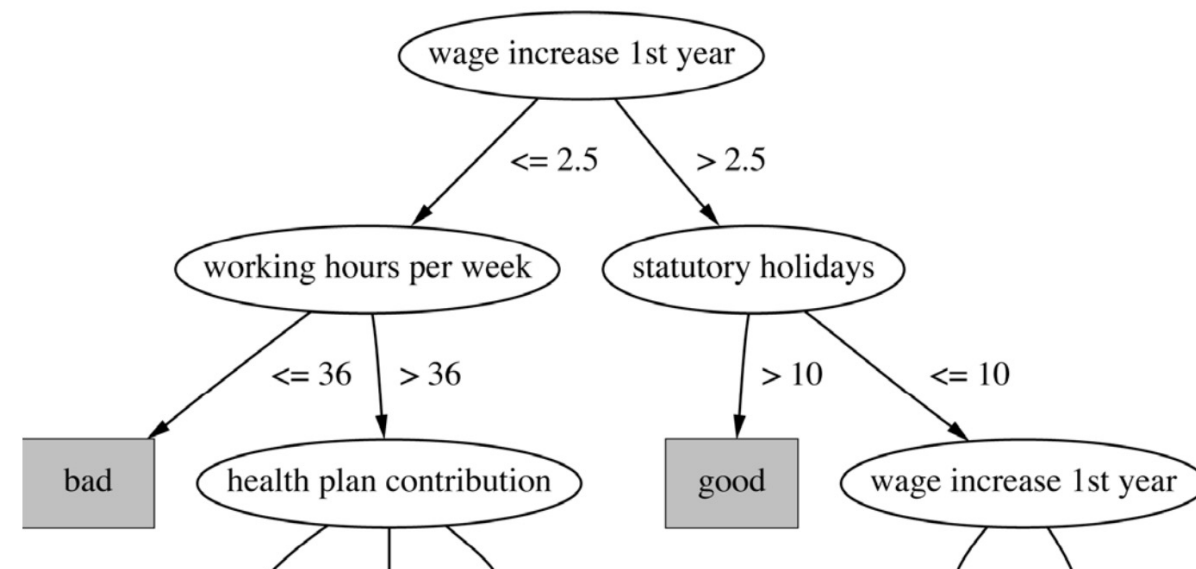 wage increase 1st year
<= 2.5
> 2.5
working hours per week
statutory holidays
<= 36
> 36
> 10
<= 10
bad
health plan contribution
good
wage increase 1st year